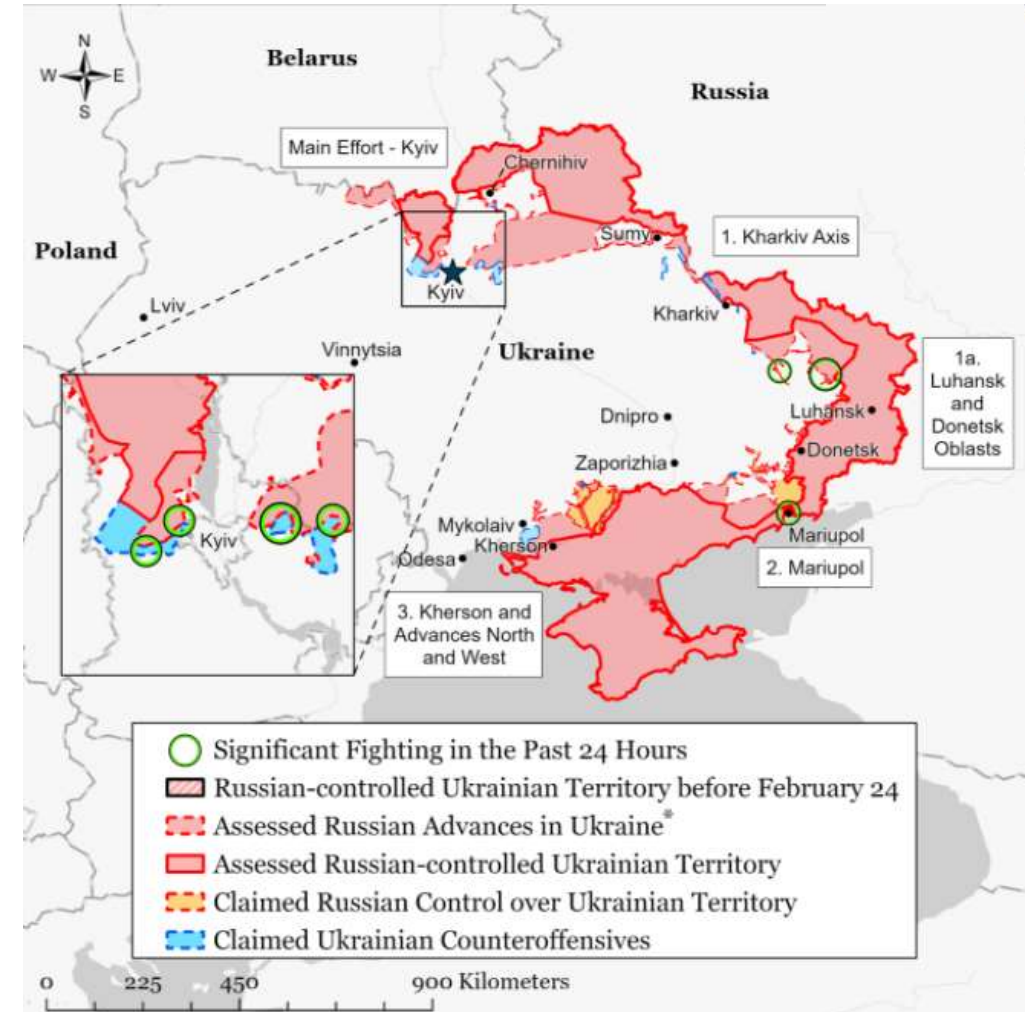 N
W E
S
Belarus
Russia
Main Effort - Kyiv
Chernihiv
Poland
Sumy
1. Kharkiv Axis
Kyiv
Lviv
Kharkiv
Vinnytsia
Ukraine
1a.
Luhansk
and
Donetsk
Oblasts
Dnipro
Luhansk
Donetsk
Zaporizhia
Kyiv
Mykolaiv
Kherson
Mariupol
Odesa
2. Mariupol
3. Kherson and
Advances North
and West
Significant Fighting in the Past 24 Hours
Russian-controlled Ukrainian Territory before February 24
Assessed Russian Advances in Ukraine*
Assessed Russian-controlled Ukrainian Territory
Claimed Russian Control over Ukrainian Territory
Claimed Ukrainian Counteroffensives
0 225 450 900 Kilometers